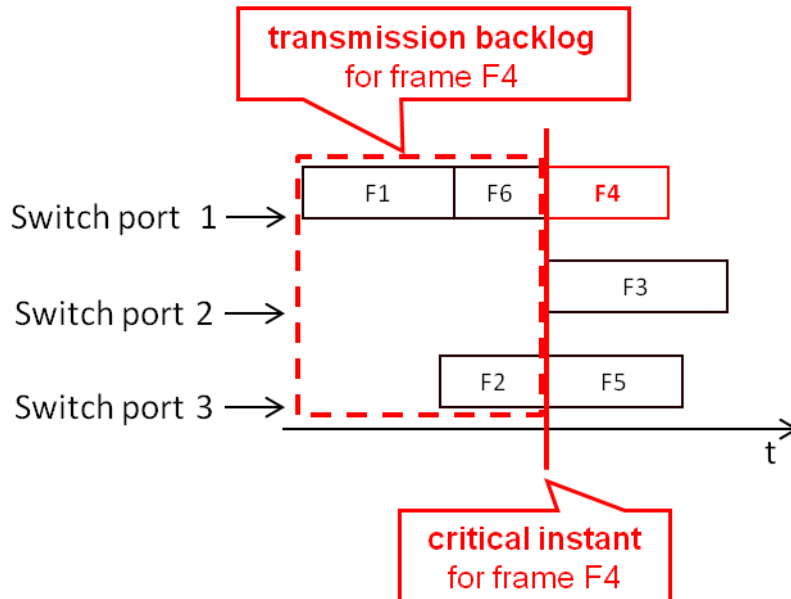 transmission backlog
for frame F4
F1
F6
F4
Switch port 1
F3
Switch port 2
F2
F5
Switch port 3
t
critical instant
for frame F4